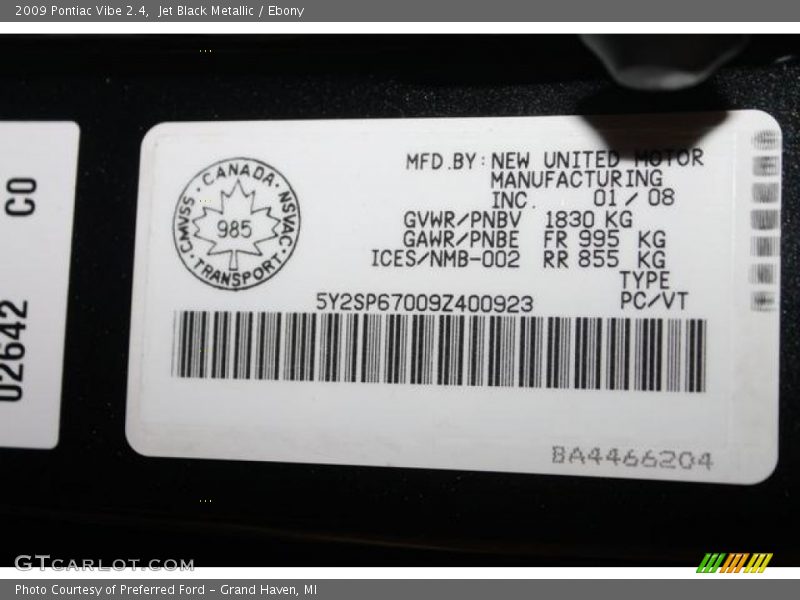 2009 Pontiac Vibe 2.4, Jet Black Metallic / Ebony
CO
02642
CANADA
CMVSS
NSVAC
985
TRANSPORT
MFD.BY: NEW UNITED MOTOR
MANUFACTURING
INC. 01 / 08
GVWR/PNBV 1830 KG
GAWR/PNBE FR 995 KG
ICES/NMB-002 RR 855 KG
TYPE
5Y2SP67009Z400923 PC/VT
BA4466204
GTCARLOT.COM
Photo Courtesy of Preferred Ford - Grand Haven, MI